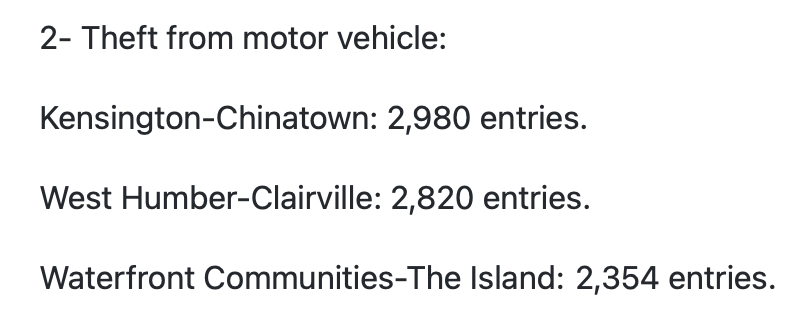 2- Theft from motor vehicle:
Kensington-Chinatown: 2,980 entries.
West Humber-Clairville: 2,820 entries.
Waterfront Communities-The Island: 2,354 entries.